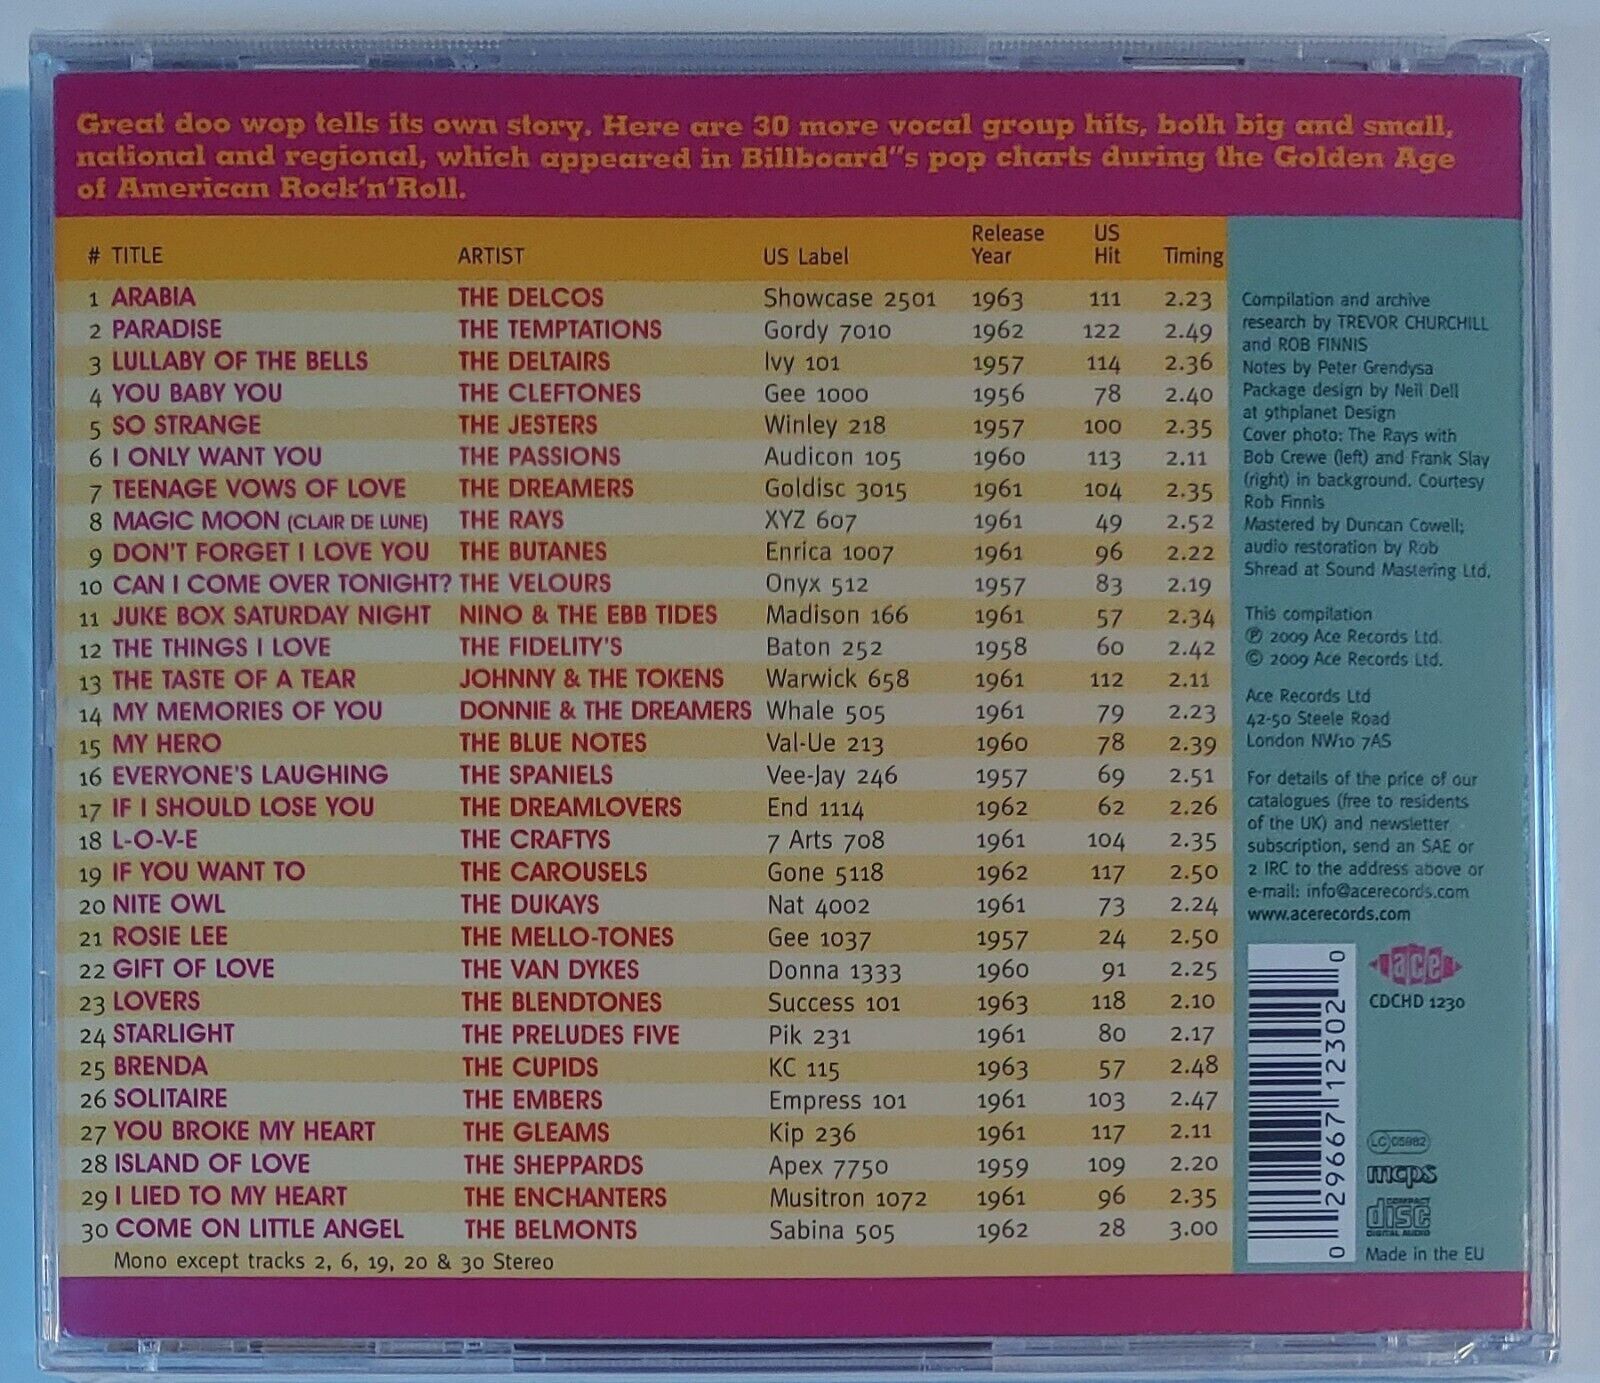 Great doo wop tells its own story. Here are 30 more vocal group hits, both big and small,
national and regional, which appeared in Billboard"s pop charts during the Golden Age
of American Rock'n'Roll.
# TITLE ARTIST US Label Release Year US Hit Timing
1 ARABIA THE DELCOS Showcase 2501 1963 111 2.23
2 PARADISE THE TEMPTATIONS Gordy 7010 1962 122 2.49
3 LULLABY OF THE BELLS THE DELTAIRS Ivy 101 1957 114 2.36
4 YOU BABY YOU THE CLEFTONES Gee 1000 1956 78 2.40
5 SO STRANGE THE JESTERS Winley 218 1957 100 2.35
6 I ONLY WANT YOU THE PASSIONS Audicon 105 1960 113 2.11
7 TEENAGE VOWS OF LOVE THE DREAMERS Goldisc 3015 1961 104 2.35
8 MAGIC MOON (CLAIR DE LUNE) THE RAYS XYZ 607 1961 49 2.52
9 DON'T FORGET I LOVE YOU THE BUTANES Enrica 1007 1961 96 2.22
10 CAN I COME OVER TONIGHT? THE VELOURS Onyx 512 1957 83 2.19
11 JUKE BOX SATURDAY NIGHT NINO & THE EBB TIDES Madison 166 1961 57 2.34
12 THE THINGS I LOVE THE FIDELITY'S Baton 252 1958 60 2.42
13 THE TASTE OF A TEAR JOHNNY & THE TOKENS Warwick 658 1961 112 2.11
14 MY MEMORIES OF YOU DONNIE & THE DREAMERS Whale 505 1961 79 2.23
15 MY HERO THE BLUE NOTES Val-Ue 213 1960 78 2.39
16 EVERYONE'S LAUGHING THE SPANIELS Vee-Jay 246 1957 69 2.51
17 IF I SHOULD LOSE YOU THE DREAMLOVERS End 1114 1962 62 2.26
18 L-O-V-E THE CRAFTYS 7 Arts 708 1961 104 2.35
19 IF YOU WANT TO THE CAROUSELS Gone 5118 1962 117 2.50
20 NITE OWL THE DUKAYS Nat 4002 1961 73 2.24
21 ROSIE LEE THE MELLO-TONES Gee 1037 1957 24 2.50
22 GIFT OF LOVE THE VAN DYKES Donna 1333 1960 91 2.25
23 LOVERS THE BLENDTONES Success 101 1963 118 2.10
24 STARLIGHT THE PRELUDES FIVE Pik 231 1961 80 2.17
25 BRENDA THE CUPIDS KC 115 1963 57 2.48
26 SOLITAIRE THE EMBERS Empress 101 1961 103 2.47
27 YOU BROKE MY HEART THE GLEAMS Kip 236 1961 117 2.11
28 ISLAND OF LOVE THE SHEPPARDS Apex 7750 1959 109 2.20
29 I LIED TO MY HEART THE ENCHANTERS Musitron 1072 1961 96 2.35
30 COME ON LITTLE ANGEL THE BELMONTS Sabina 505 1962 28 3.00
Mono except tracks 2, 6, 19, 20 & 30 Stereo
Compilation and archive
research by TREVOR CHURCHILL
and ROB FINNIS
Notes by Peter Grendysa
Package design by Neil Dell
at 9thplanet Design
Cover photo: The Rays with
Bob Crewe (left) and Frank Slay
(right) in background. Courtesy
Rob Finnis
Mastered by Duncan Cowell;
audio restoration by Rob
Shread at Sound Mastering Ltd.
This compilation
℗ 2009 Ace Records Ltd.
© 2009 Ace Records Ltd.
Ace Records Ltd
42-50 Steele Road
London NW10 7AS
For details of the price of our
catalogues (free to residents
of the UK) and newsletter
subscription, send an SAE or
2 IRC to the address above or
e-mail: info@acerecords.com
www.acerecords.com
ace
CDCHD 1230
0 29667 12302 0
LC 05982
mcps
COMPACT
disc
DIGITAL AUDIO
Made in the EU